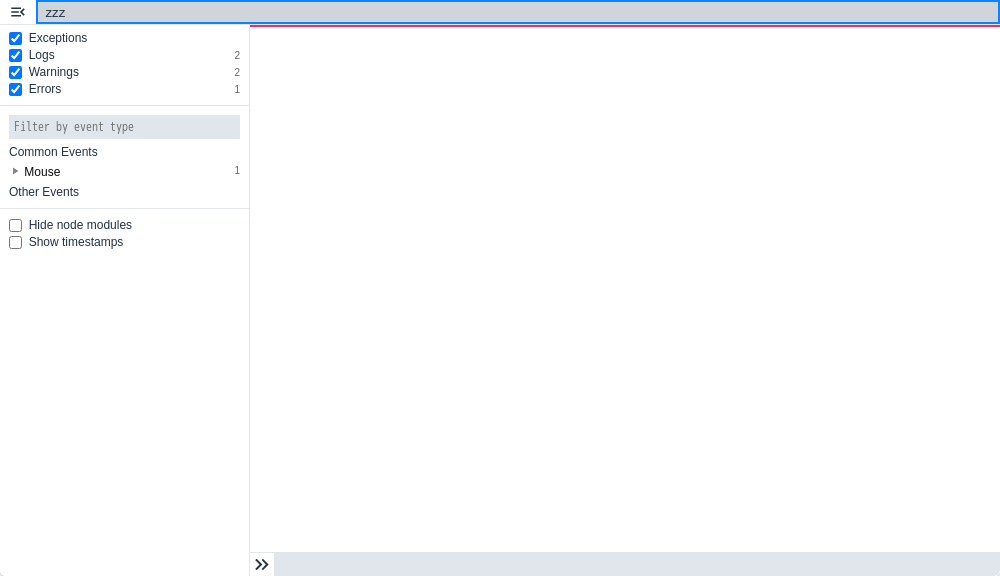 zzz
Exceptions
Logs 2
Warnings 2
Errors 1
Filter by event type
Common Events
Mouse 1
Other Events
Hide node modules
Show timestamps